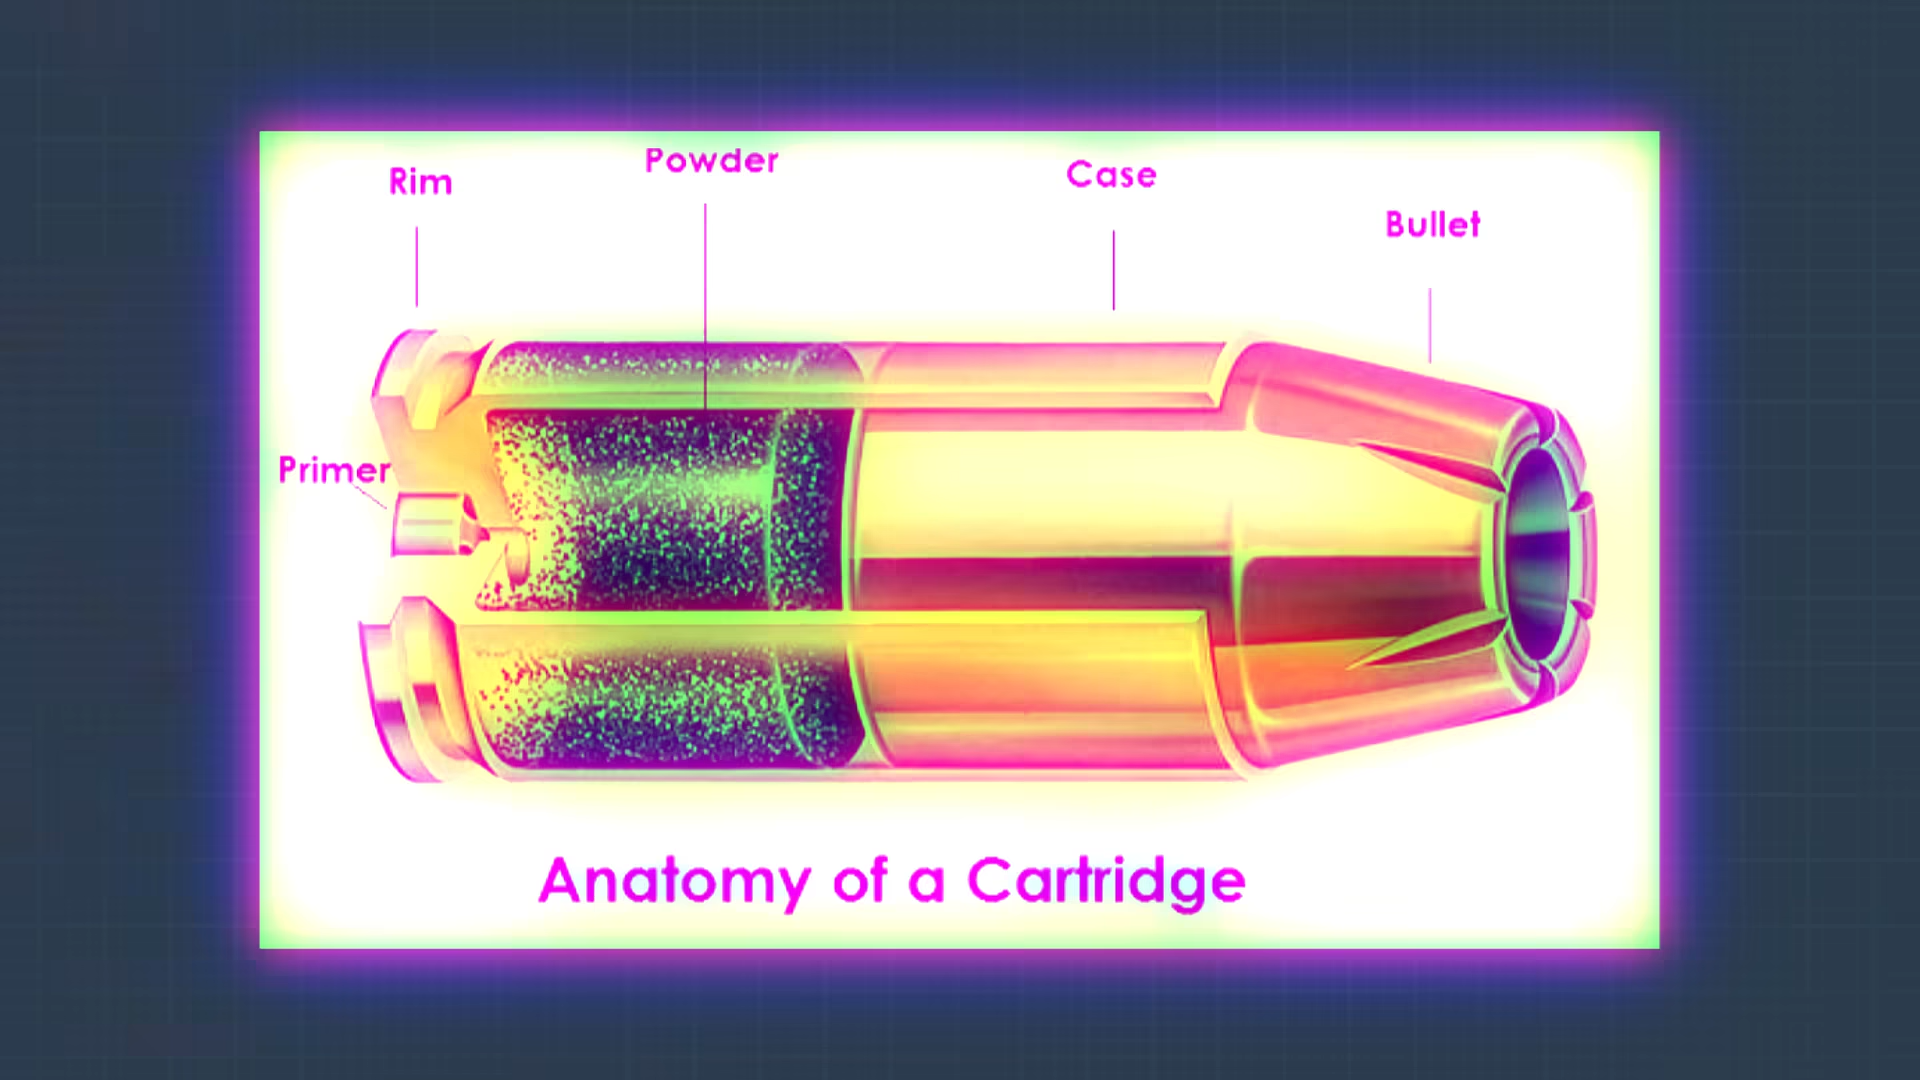 Rim
Powder
Case
Bullet
Primer
Anatomy of a Cartridge